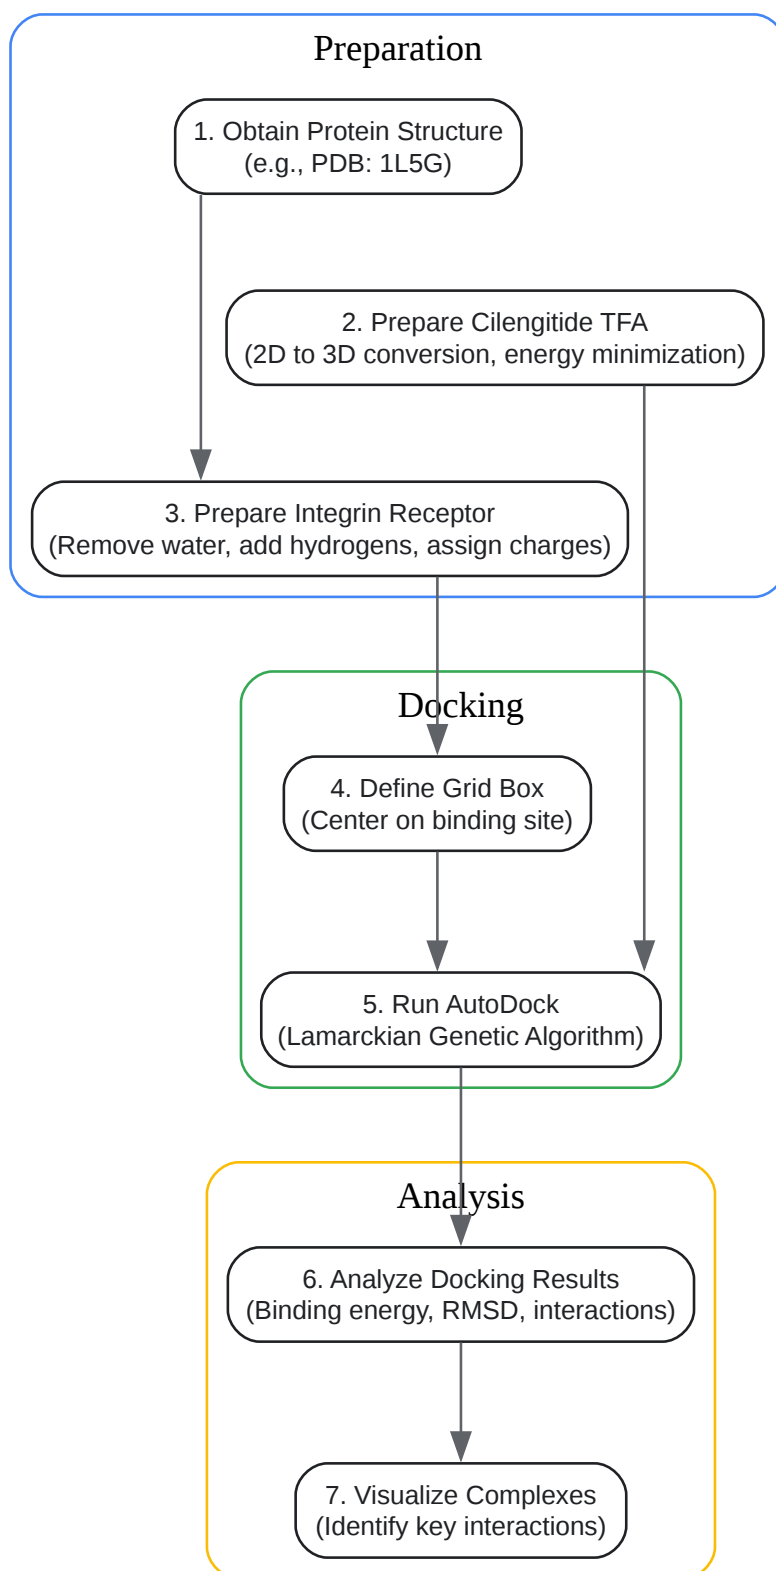 Preparation
1. Obtain Protein Structure
(e.g., PDB: 1L5G)
2. Prepare Cilengitide TFA
(2D to 3D conversion, energy minimization)
3. Prepare Integrin Receptor
(Remove water, add hydrogens, assign charges)
Docking
4. Define Grid Box
(Center on binding site)
5. Run AutoDock
(Lamarckian Genetic Algorithm)
Analysis
6. Analyze Docking Results
(Binding energy, RMSD, interactions)
7. Visualize Complexes
(Identify key interactions)